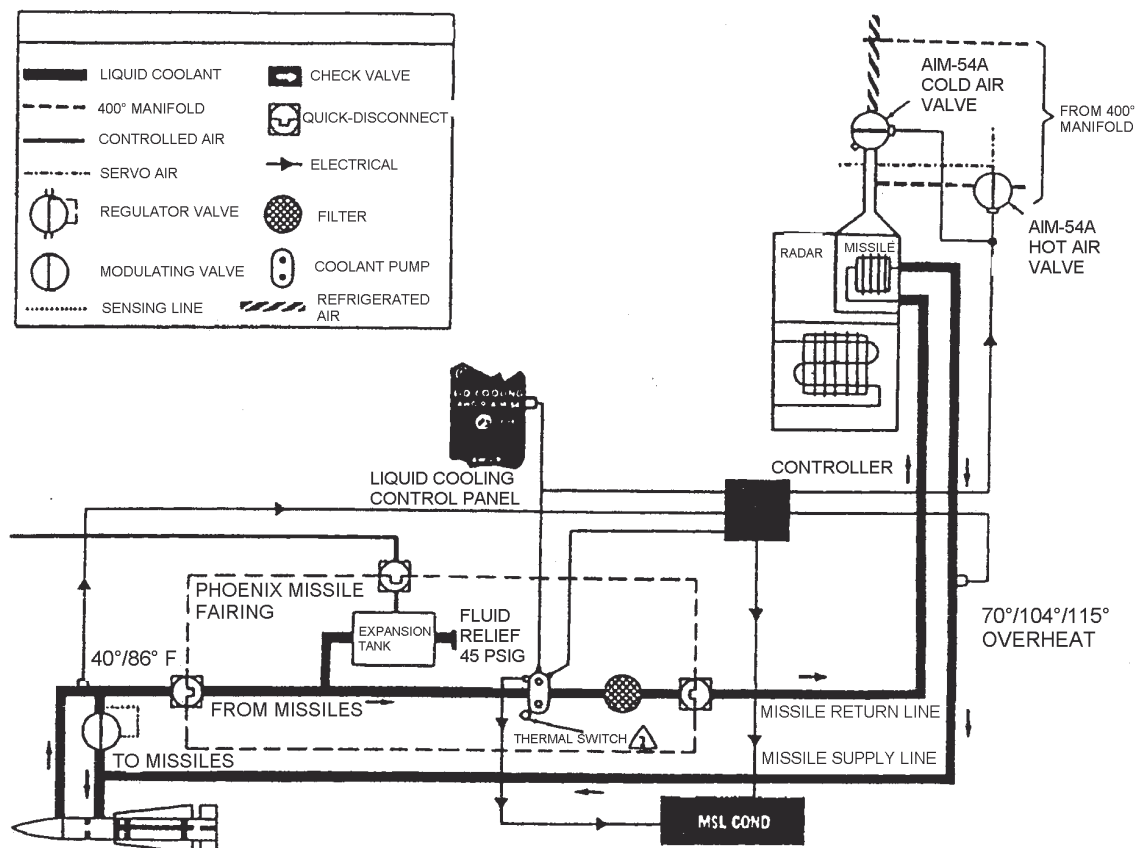 LIQUID COOLANT
400° MANIFOLD
CONTROLLED AIR
SERVO AIR
REGULATOR VALVE
MODULATING VALVE
SENSING LINE
CHECK VALVE
QUICK-DISCONNECT
ELECTRICAL
FILTER
COOLANT PUMP
REFRIGERATED
AIR
AIM-54A
COLD AIR
VALVE
FROM 400°
MANIFOLD
AIM-54A
HOT AIR
VALVE
RADAR
MISSILE
COOLING
LIQUID COOLING
CONTROL PANEL
CONTROLLER
PHOENIX MISSILE
FAIRING
EXPANSION
TANK
FLUID
RELIEF
45 PSIG
70°/104°/115°
OVERHEAT
40°/86° F
FROM MISSILES
THERMAL SWITCH
1
MISSILE RETURN LINE
TO MISSILES
MISSILE SUPPLY LINE
MSL COND